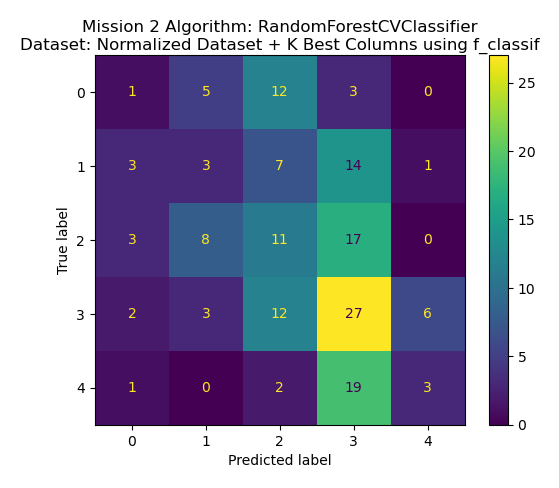 Mission 2 Algorithm: RandomForestCVClassifier
Dataset: Normalized Dataset + K Best Columns using f_classif
True label
0 1 5 12 3 0
1 3 3 7 14 1
2 3 8 11 17 0
3 2 3 12 27 6
4 1 0 2 19 3
0 1 2 3 4
Predicted label
25
20
15
10
5
0